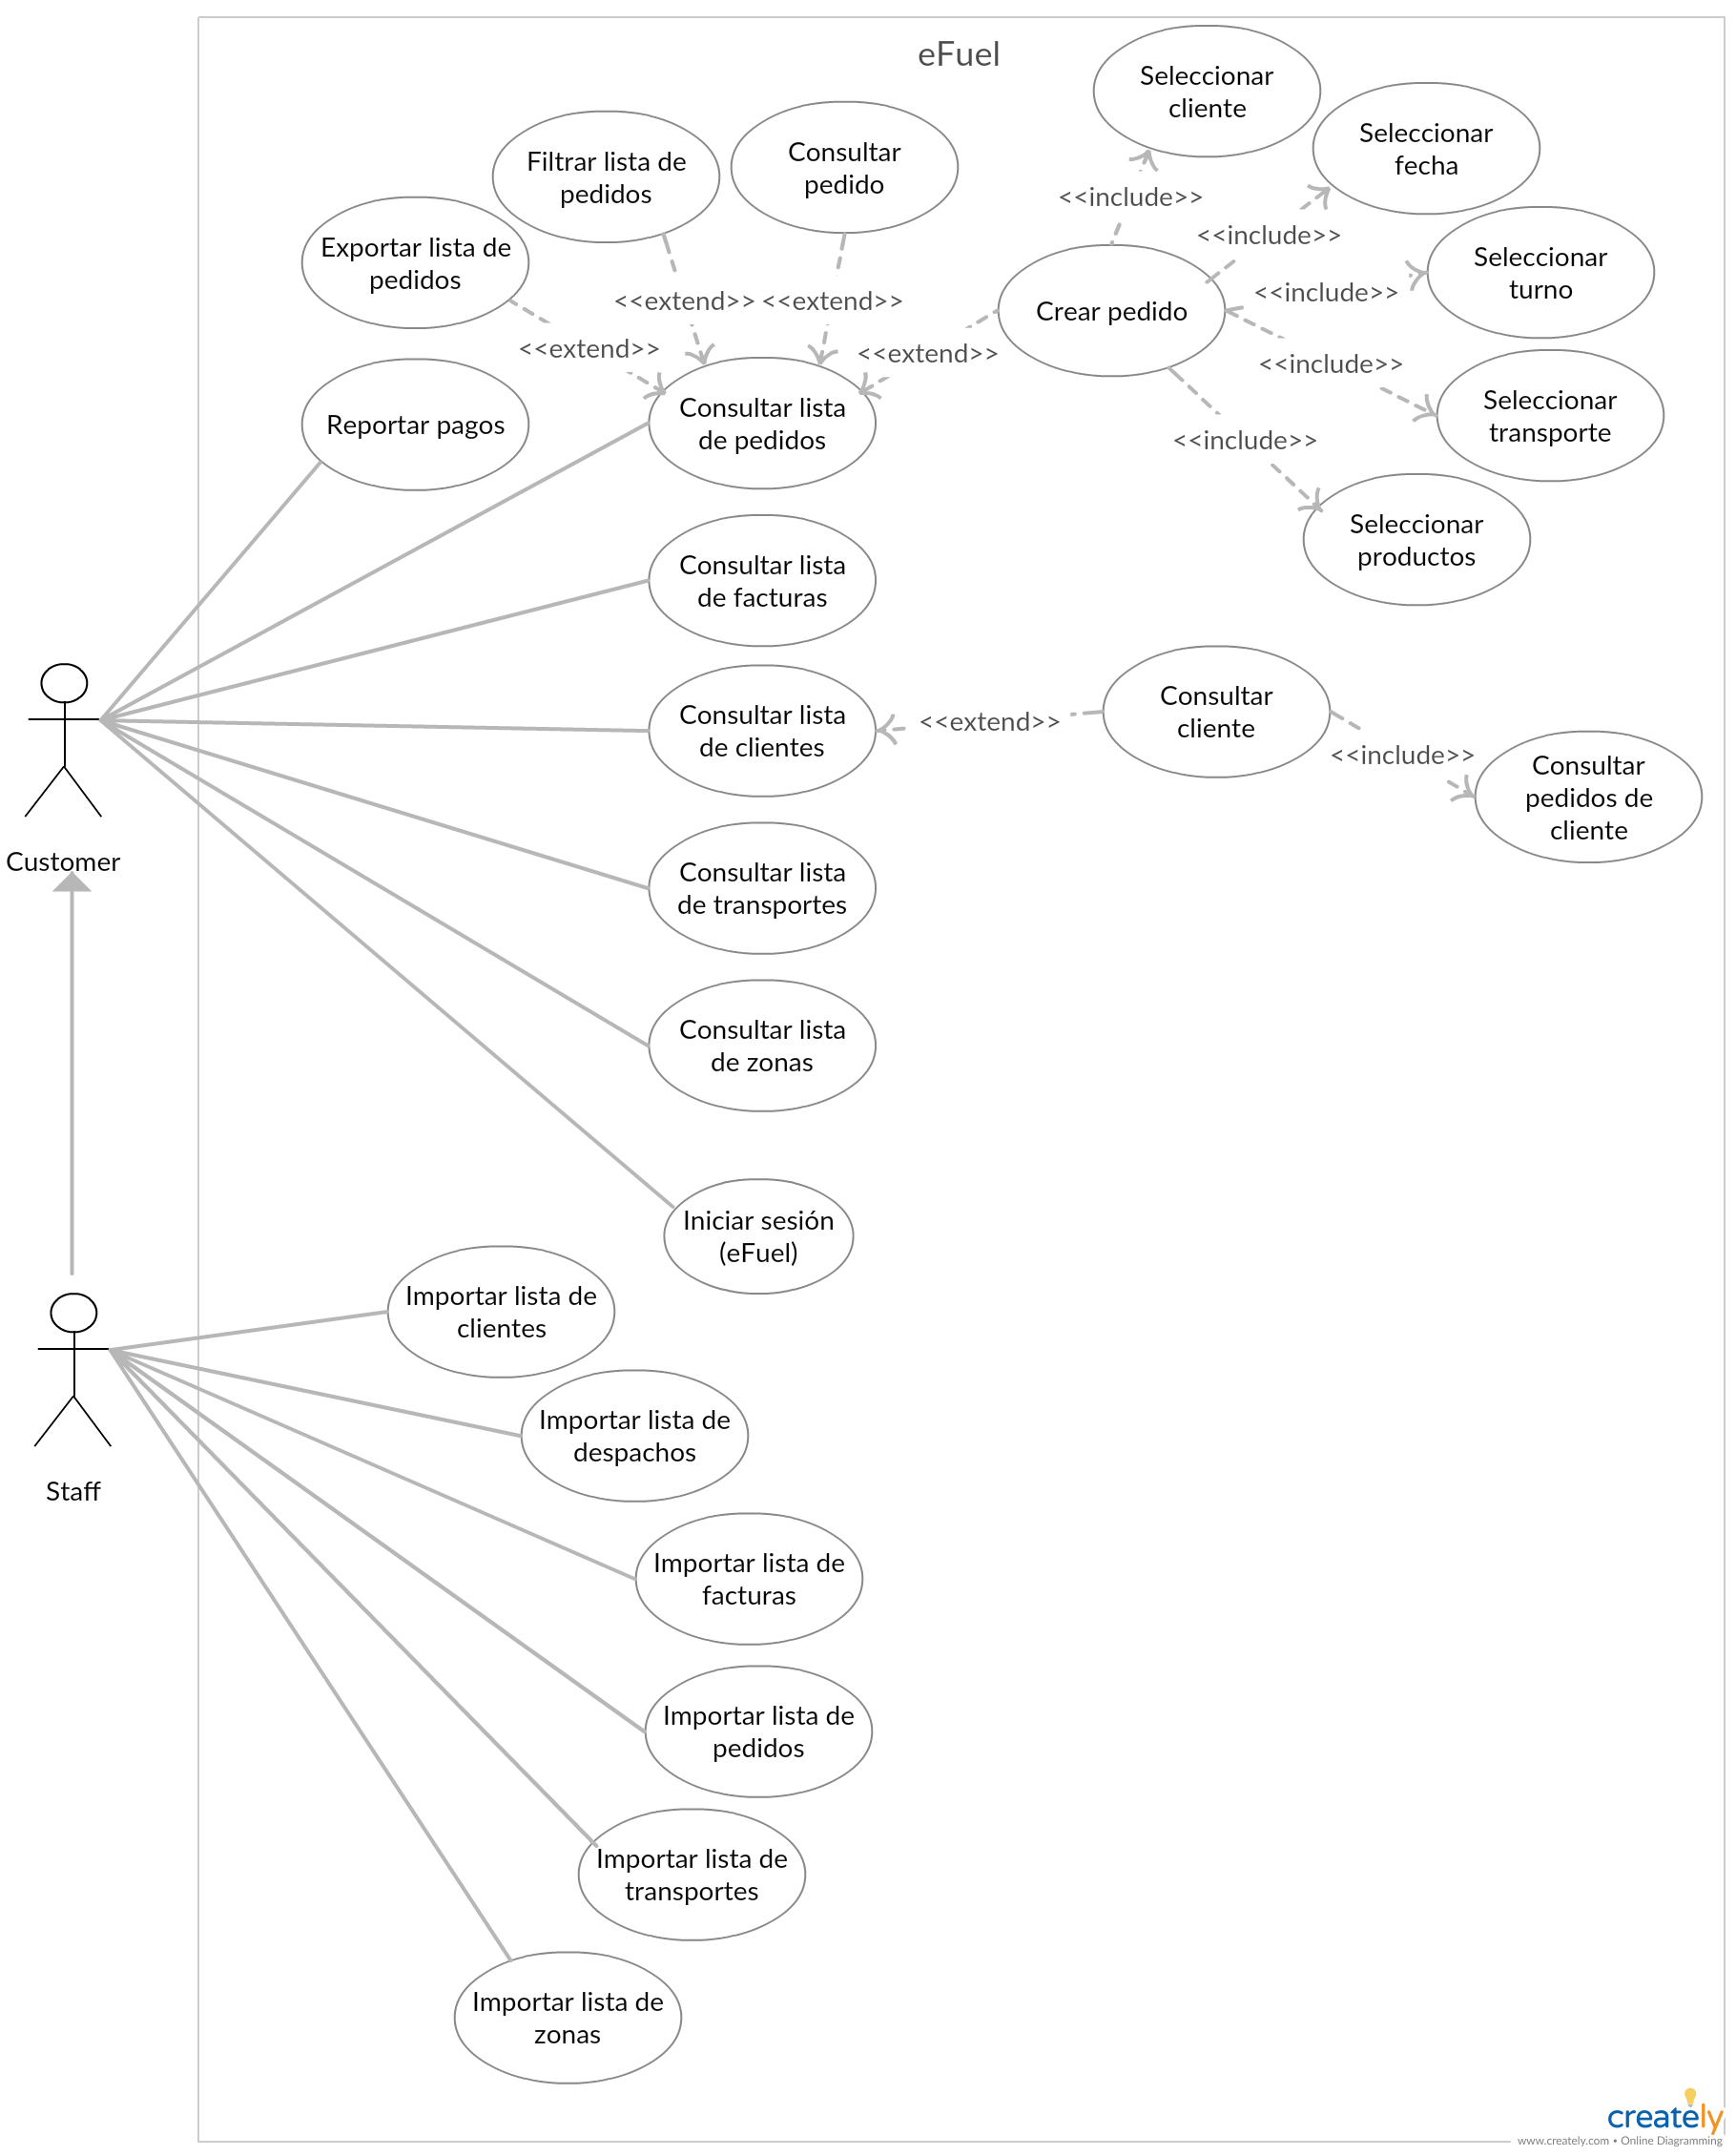 eFuel
Seleccionar
cliente
Seleccionar
fecha
Filtrar lista de
pedidos
Consultar
pedido
<<include>>
<<include>>
Exportar lista de
pedidos
Seleccionar
turno
<<extend>>
<<extend>>
<<include>>
Crear pedido
<<extend>>
<<extend>>
<<include>>
Reportar pagos
Consultar lista
de pedidos
Seleccionar
transporte
<<include>>
Seleccionar
productos
Consultar lista
de facturas
Consultar lista
de clientes
<<extend>>
Consultar
cliente
<<include>>
Consultar
pedidos de
cliente
Customer
Consultar lista
de transportes
Consultar lista
de zonas
Iniciar sesión
(eFuel)
Importar lista de
clientes
Importar lista de
despachos
Staff
Importar lista de
facturas
Importar lista de
pedidos
Importar lista de
transportes
Importar lista de
zonas
creately
www.creately.com • Online Diagramming